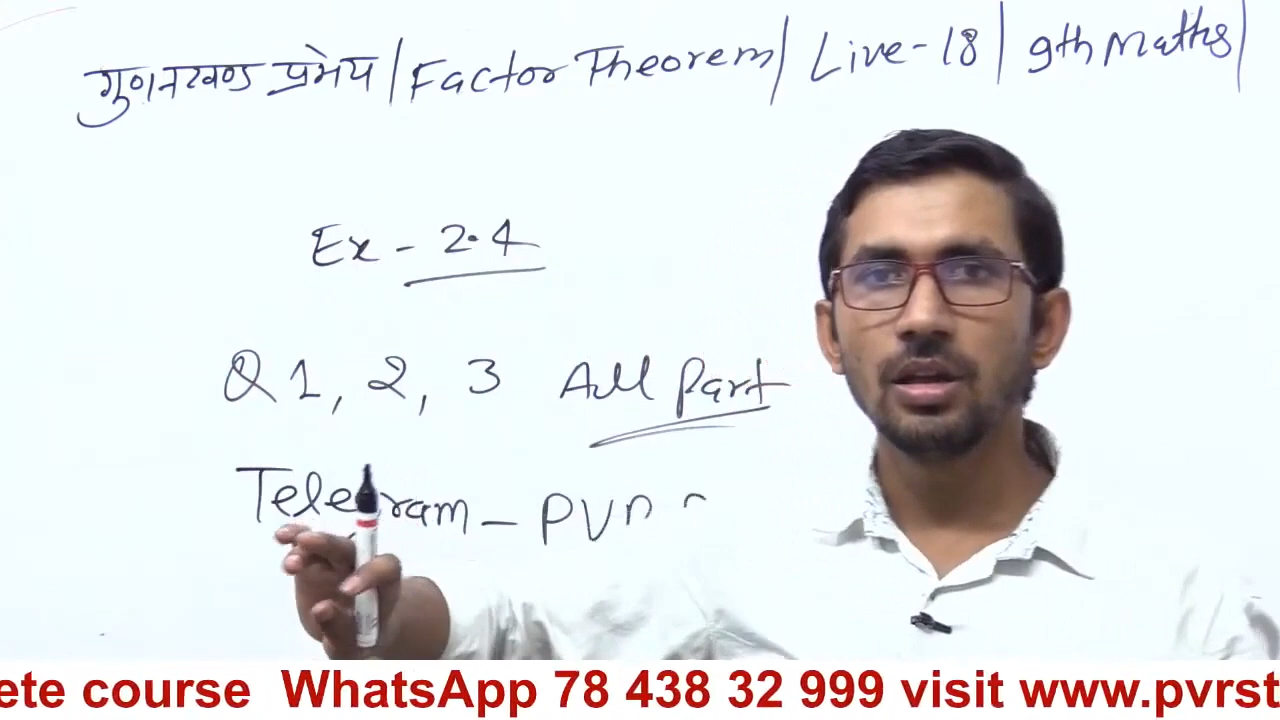 गुणनखण्ड प्रमेय / Factor Theorem / Live-18 / 9th Maths /
Ex - 2.4
Q 1, 2, 3 All Part
Telegram - PVR
ete course WhatsApp 78 438 32 999 visit www.pvrst